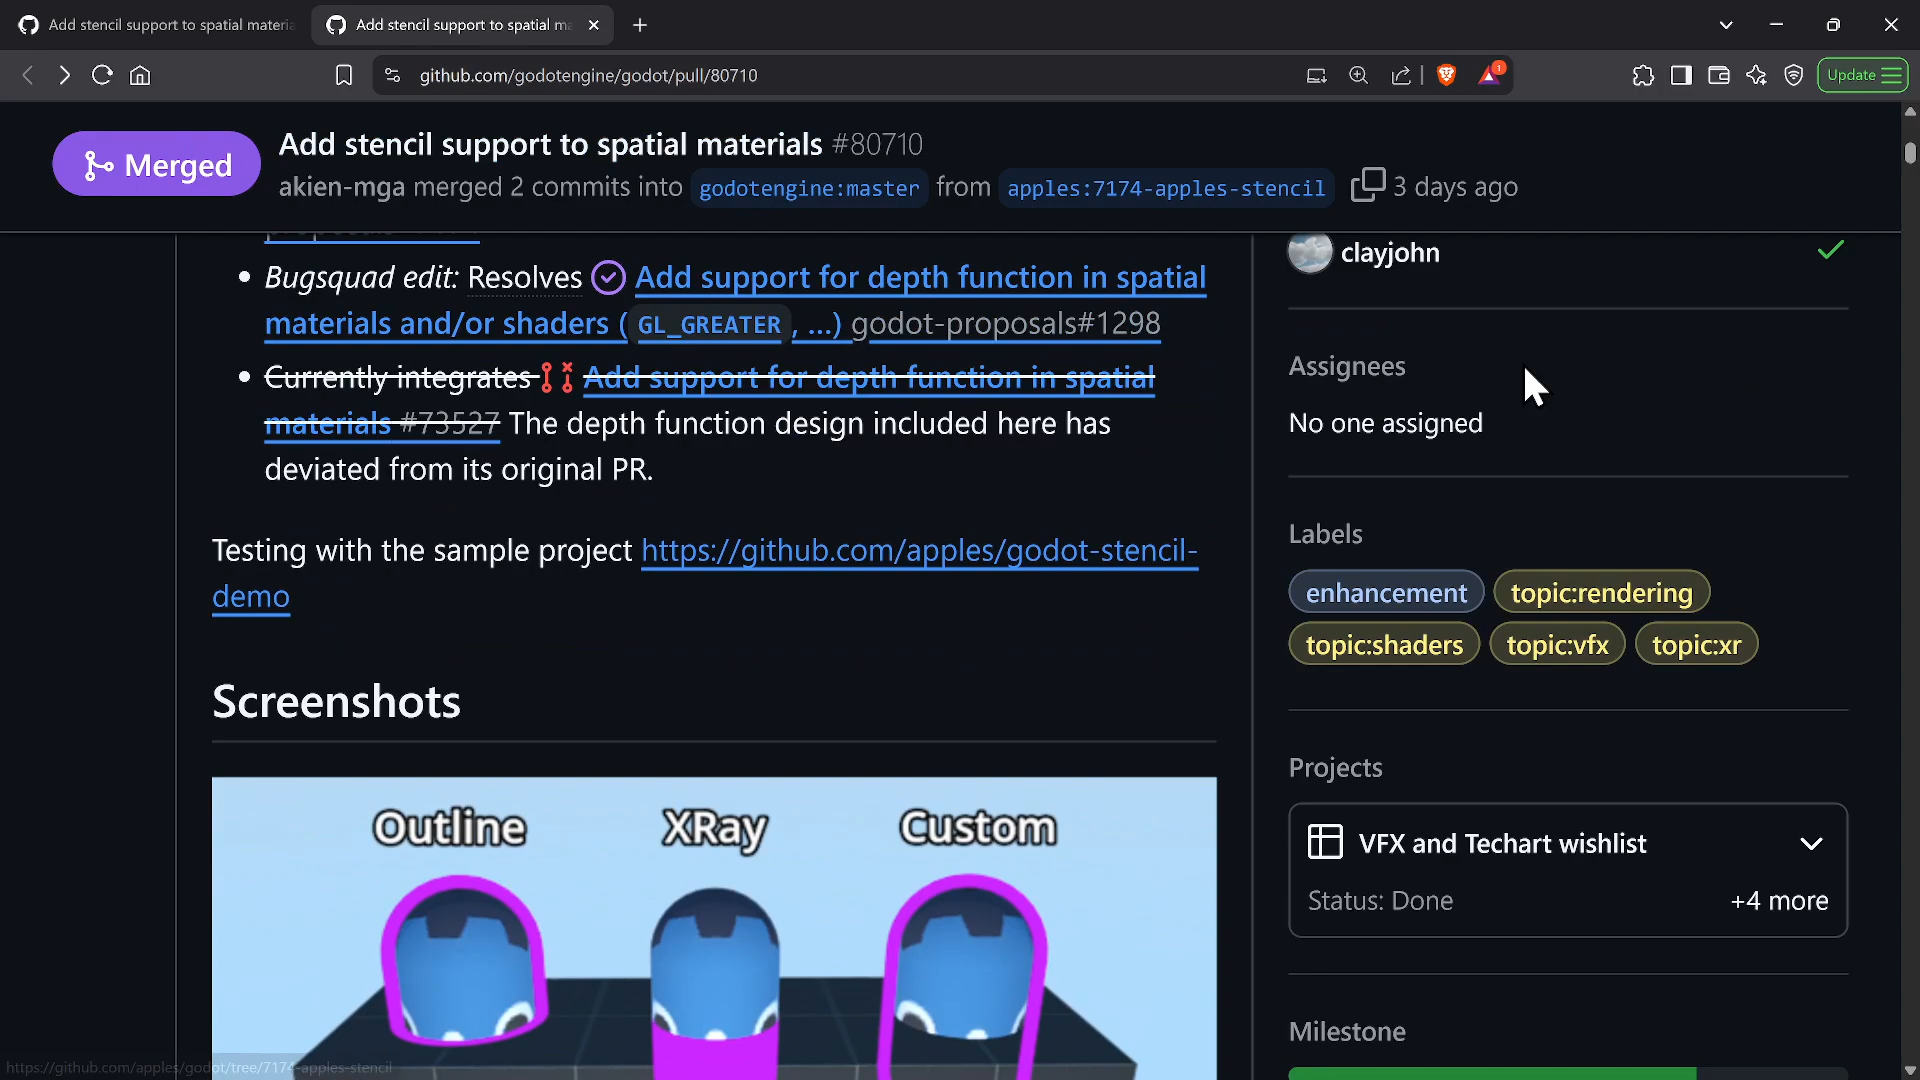 Add stencil support to spatial materia
Add stencil support to spatial ma
github.com/godotengine/godot/pull/80710
1
Update
Merged
Add stencil support to spatial materials #80710
akien-mga merged 2 commits into godotengine:master from apples:7174-apples-stencil 3 days ago
Bugsquad edit: Resolves Add support for depth function in spatial
materials and/or shaders ( GL_GREATER , ...) godot-proposals#1298
Currently integrates Add support for depth function in spatial
materials #73527 The depth function design included here has
deviated from its original PR.
Testing with the sample project https://github.com/apples/godot-stencil-
demo
Screenshots
Outline XRay Custom
clayjohn
Assignees
No one assigned
Labels
enhancement topic:rendering
topic:shaders topic:vfx topic:xr
Projects
VFX and Techart wishlist
Status: Done +4 more
Milestone
https://github.com/apples/godot/tree/7174-apples-stencil